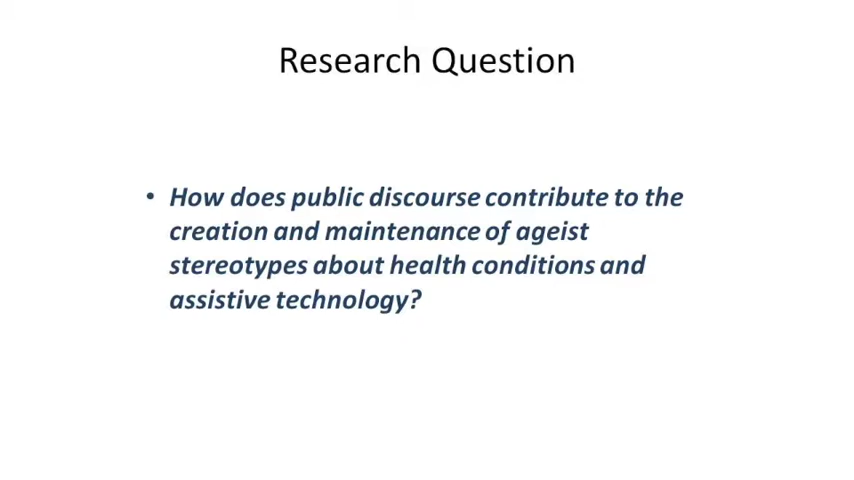 Research Question
• How does public discourse contribute to the
creation and maintenance of ageist
stereotypes about health conditions and
assistive technology?